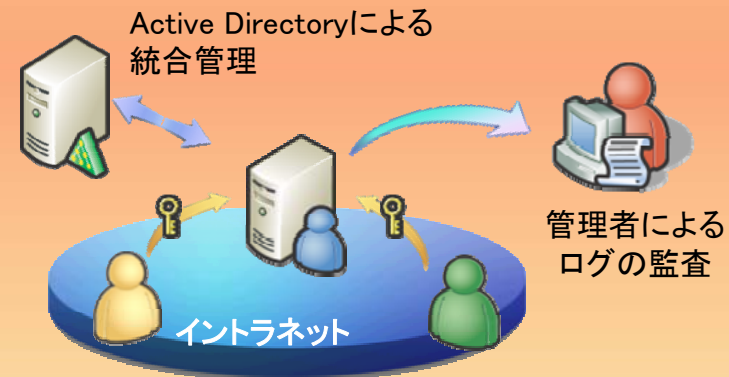 Active Directoryによる
統合管理
管理者による
ログの監査
イントラネット